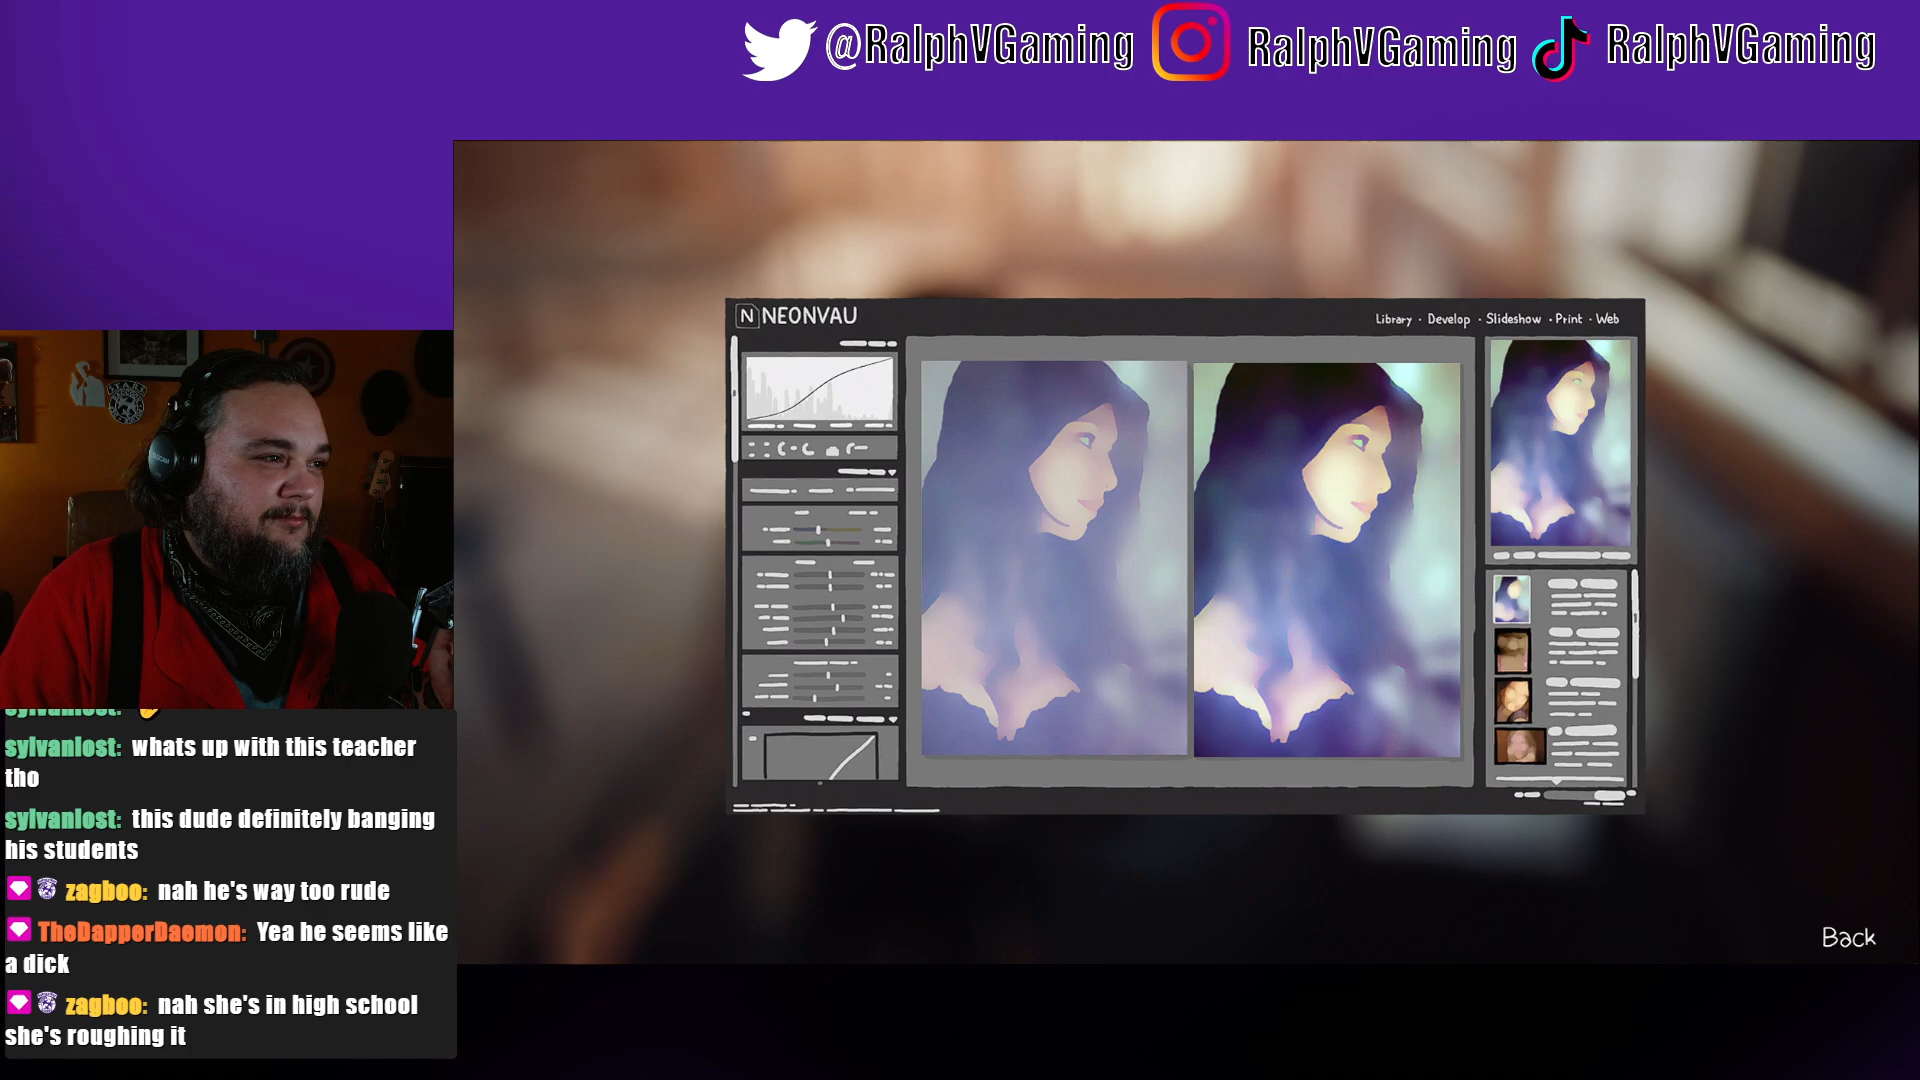 @RalphVGaming RalphVGaming RalphVGaming
N NEONVAU
Library · Develop · Slideshow · Print · Web
sylvanlost: whats up with this teacher
tho
sylvanlost: this dude definitely banging
his students
zagboo: nah he's way too rude
TheDapperDaemon: Yea he seems like
a dick
zagboo: nah she's in high school
she's roughing it
Back